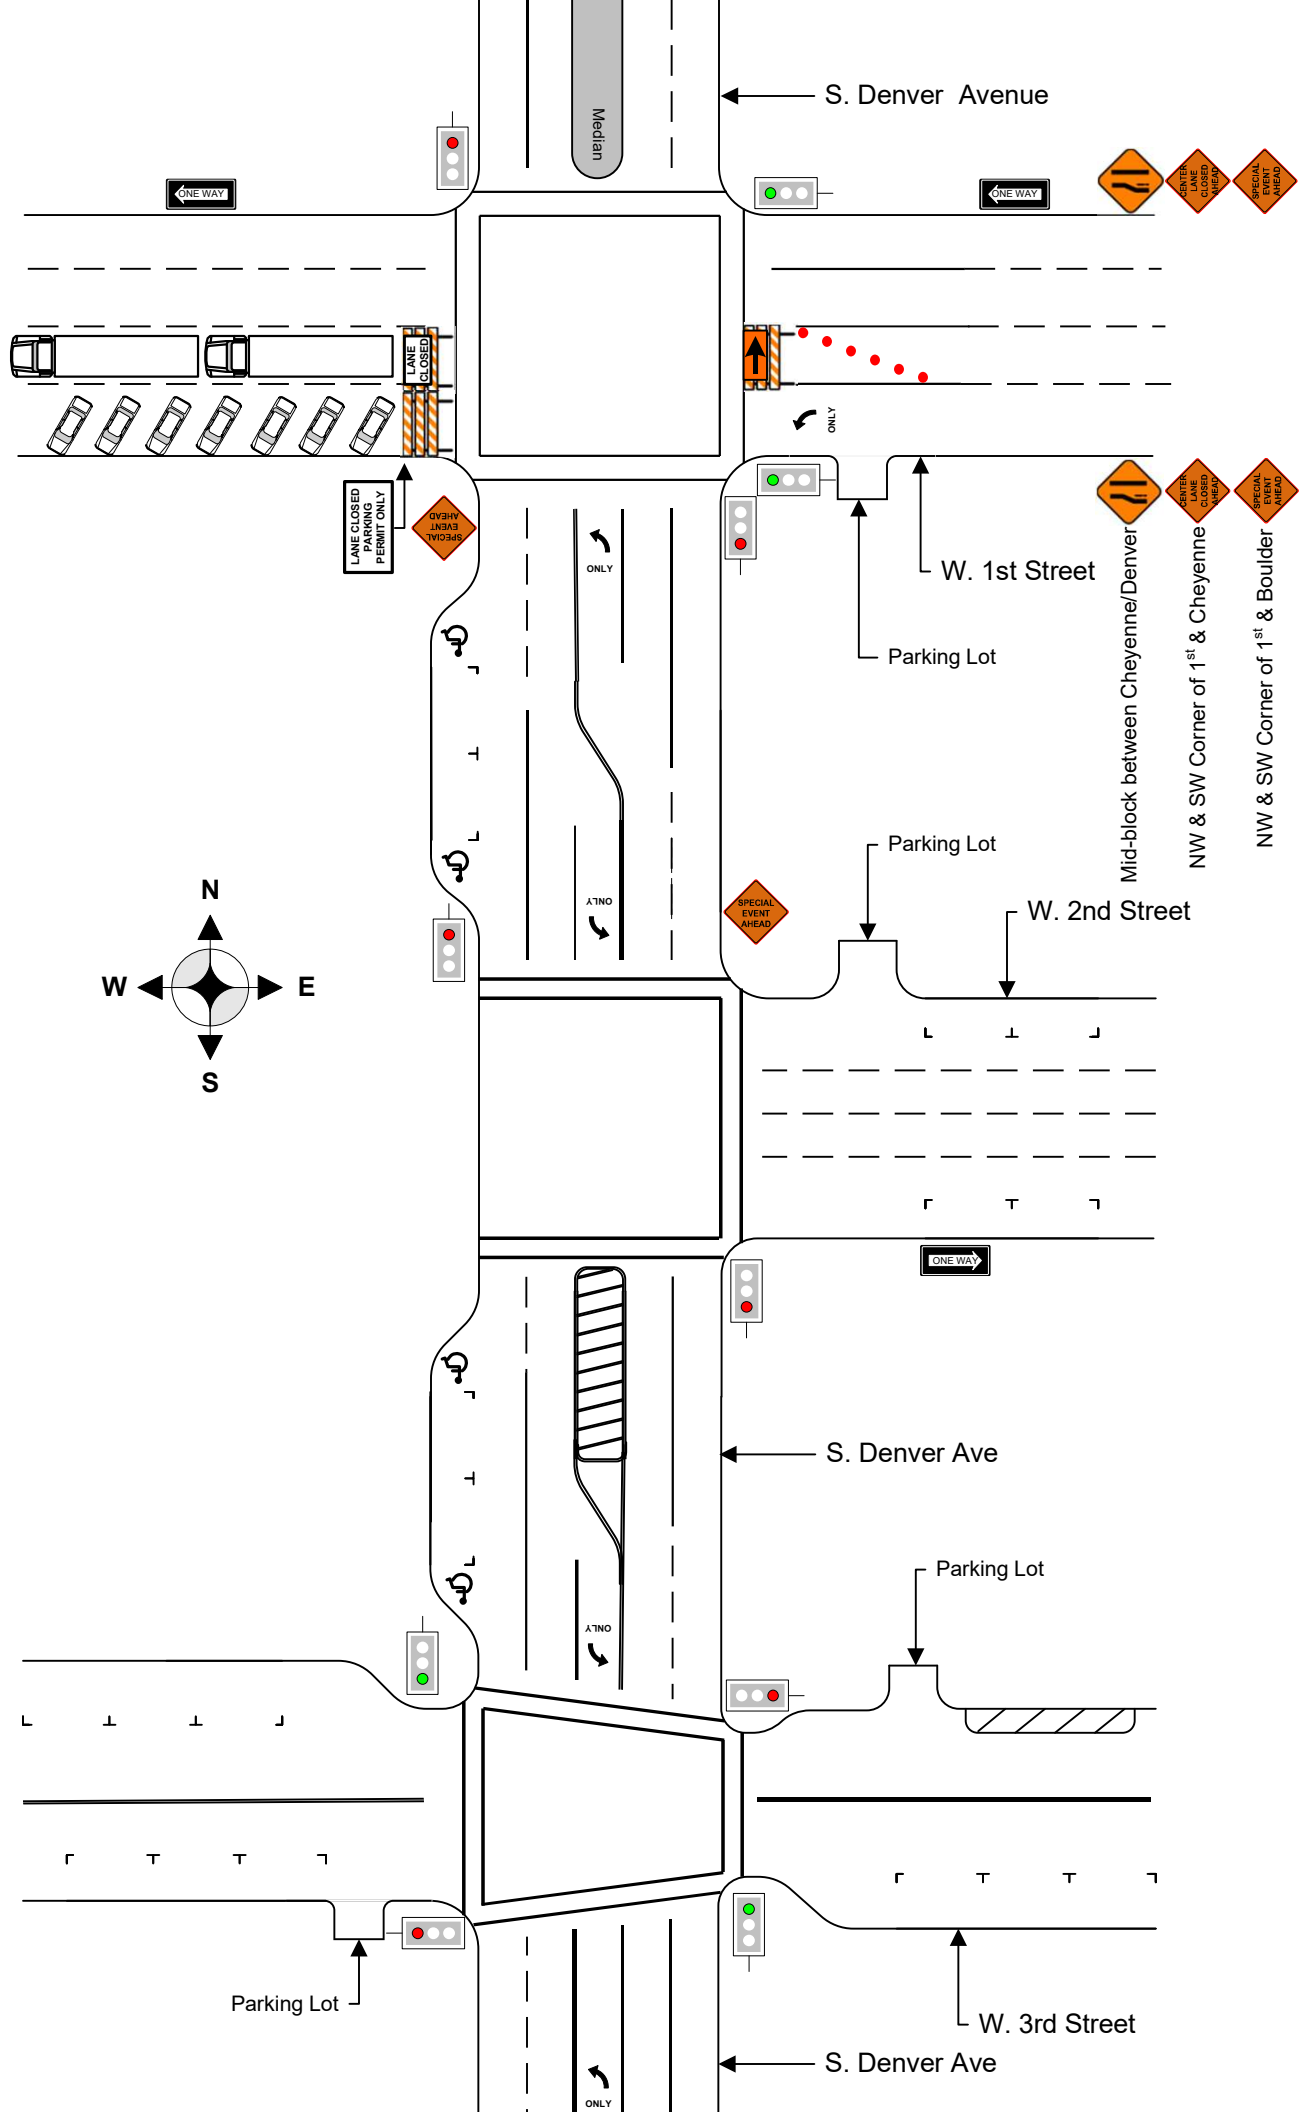 S. Denver  Avenue
Median
ONE WAY
ONE WAY
CENTER
LANE
CLOSED
AHEAD
SPECIAL
EVENT
AHEAD
LANE
CLOSED
ONLY
LANE CLOSED
PARKING
PERMIT ONLY
SPECIAL
EVENT
AHEAD
ONLY
CENTER
LANE
CLOSED
AHEAD
SPECIAL
EVENT
AHEAD
W. 1st Street
Parking Lot
Mid-block between Cheyenne/Denver
NW & SW Corner of 1st & Cheyenne
NW & SW Corner of 1st & Boulder
Parking Lot
ONLY
SPECIAL
EVENT
AHEAD
W. 2nd Street
N
W
E
S
ONE WAY
S. Denver Ave
Parking Lot
ONLY
Parking Lot
W. 3rd Street
S. Denver Ave
ONLY